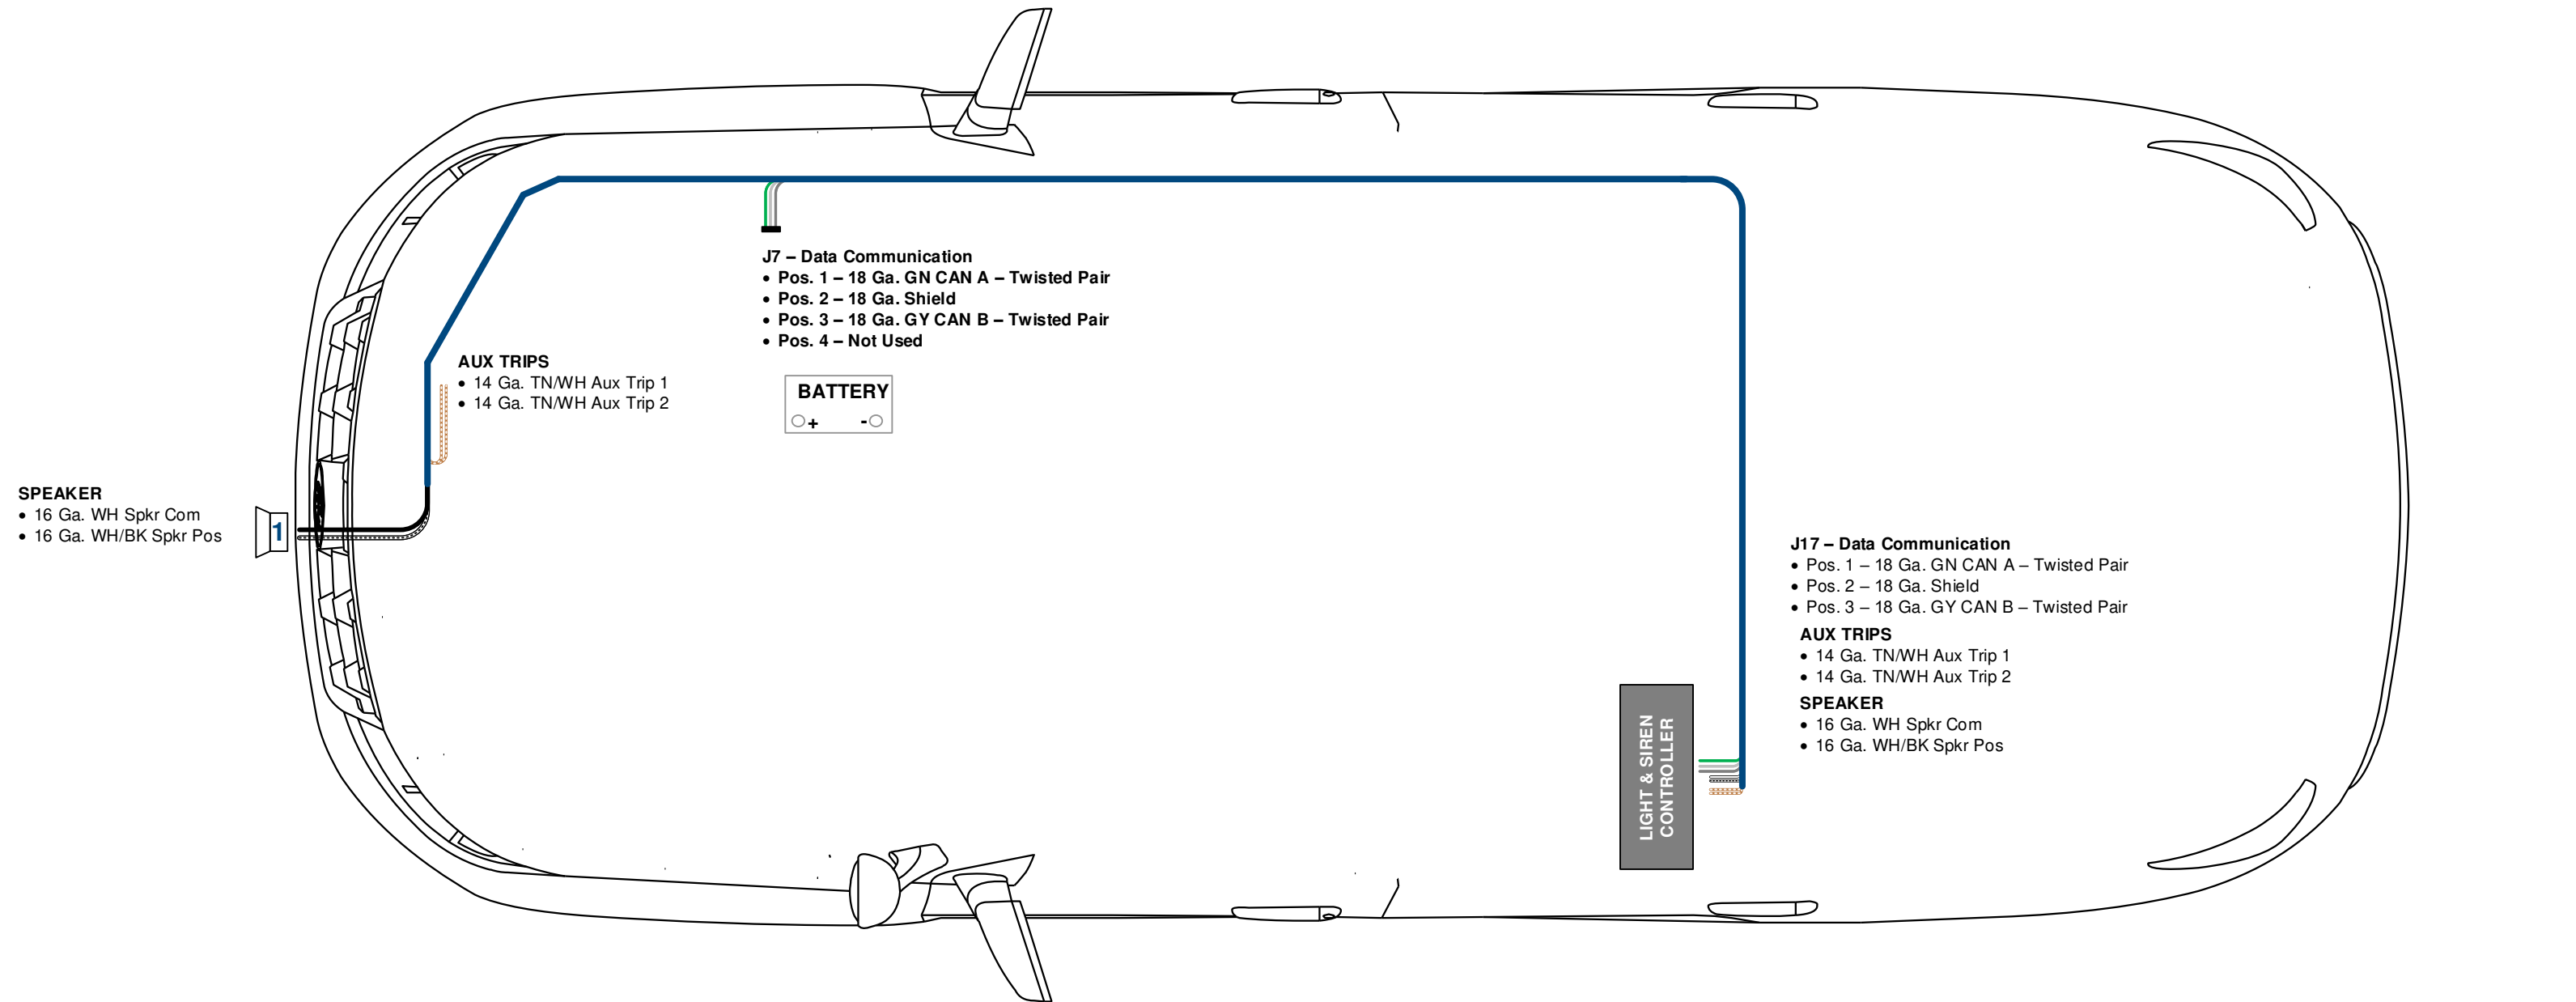 J7 – Data Communication
• Pos. 1 – 18 Ga. GN CAN A – Twisted Pair
• Pos. 2 – 18 Ga. Shield
• Pos. 3 – 18 Ga. GY CAN B – Twisted Pair
• Pos. 4 – Not Used
AUX TRIPS
• 14 Ga. TN/WH Aux Trip 1
• 14 Ga. TN/WH Aux Trip 2
BATTERY
+ -
SPEAKER
• 16 Ga. WH Spkr Com
• 16 Ga. WH/BK Spkr Pos
1
J17 – Data Communication
• Pos. 1 – 18 Ga. GN CAN A – Twisted Pair
• Pos. 2 – 18 Ga. Shield
• Pos. 3 – 18 Ga. GY CAN B – Twisted Pair
AUX TRIPS
• 14 Ga. TN/WH Aux Trip 1
• 14 Ga. TN/WH Aux Trip 2
SPEAKER
• 16 Ga. WH Spkr Com
• 16 Ga. WH/BK Spkr Pos
LIGHT & SIREN
CONTROLLER